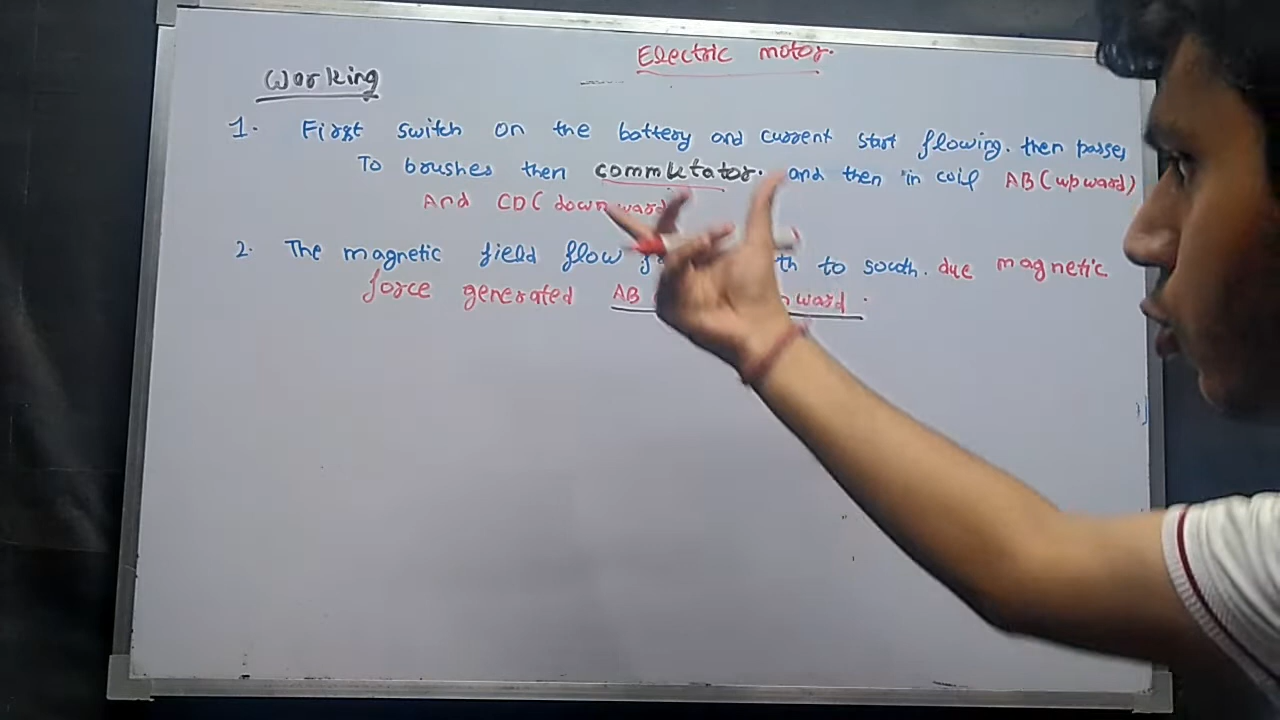 Electric motor.
Working
1. First switch on the battery and current start flowing. then passes
To brushes then commutator. and then in coil AB (upward)
And CD (downward
2. The magnetic field flow th to south. due magnetic
force generated AB ward.